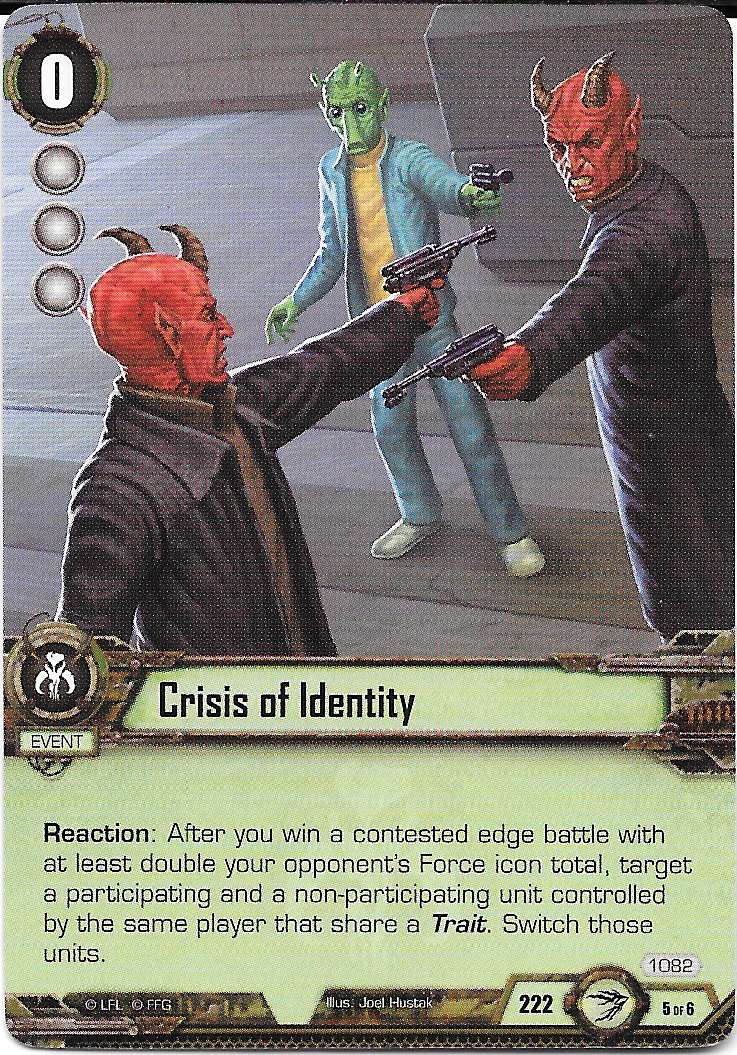 0
Crisis of Identity
EVENT
Reaction: After you win a contested edge battle with
at least double your opponent's Force icon total, target
a participating and a non-participating unit controlled
by the same player that share a Trait. Switch those
units.
1082
© LFL © FFG
Illus. Joel Hustak
222
5 OF 6